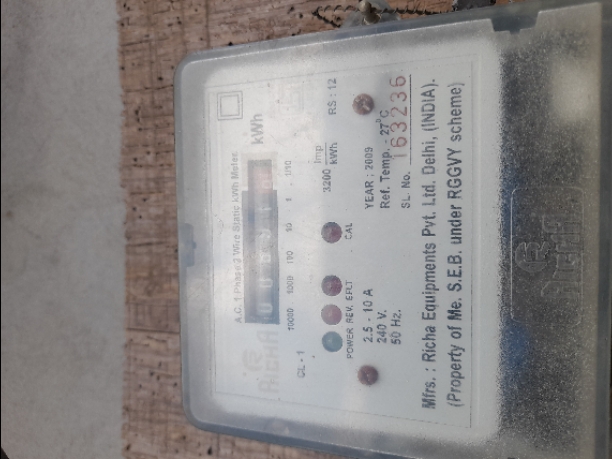 A.C. 1 Phase 2 Wire Static kWh Meter
RICHA
kWh
10000 1000 100 10 1 1/10
CL - 1
Imp
3200 kWh
RS : 12
POWER REV. E/LT CAL
2.5 - 10 A
240 V.
50 Hz.
YEAR : 2009
Ref. Temp. - 27°C
SL. No. 163236
Mfrs. : Richa Equipments Pvt. Ltd. Delhi, (INDIA).
(Property of Me. S.E.B. under RGGVY scheme)